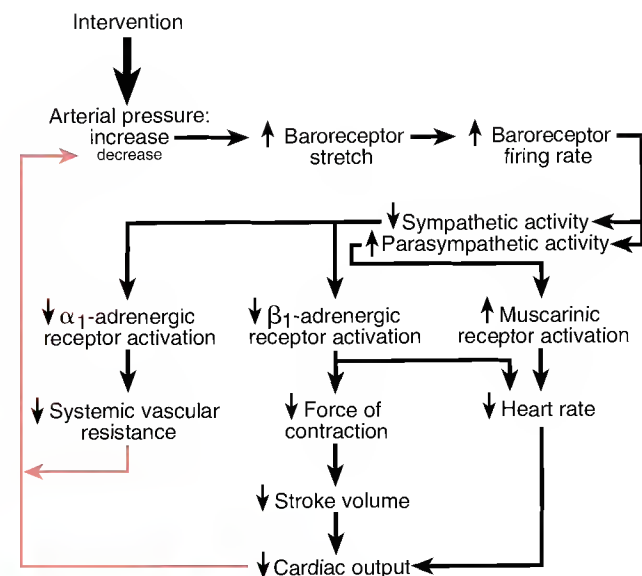 Intervention
Arterial pressure:
increase
decrease
↑ Baroreceptor
stretch
↑ Baroreceptor
firing rate
↓ Sympathetic activity
↑ Parasympathetic activity
↓ α₁-adrenergic
receptor activation
↓ β₁-adrenergic
receptor activation
↑ Muscarinic
receptor activation
↓ Systemic vascular
resistance
↓ Force of
contraction
↓ Heart rate
↓ Stroke volume
↓ Cardiac output